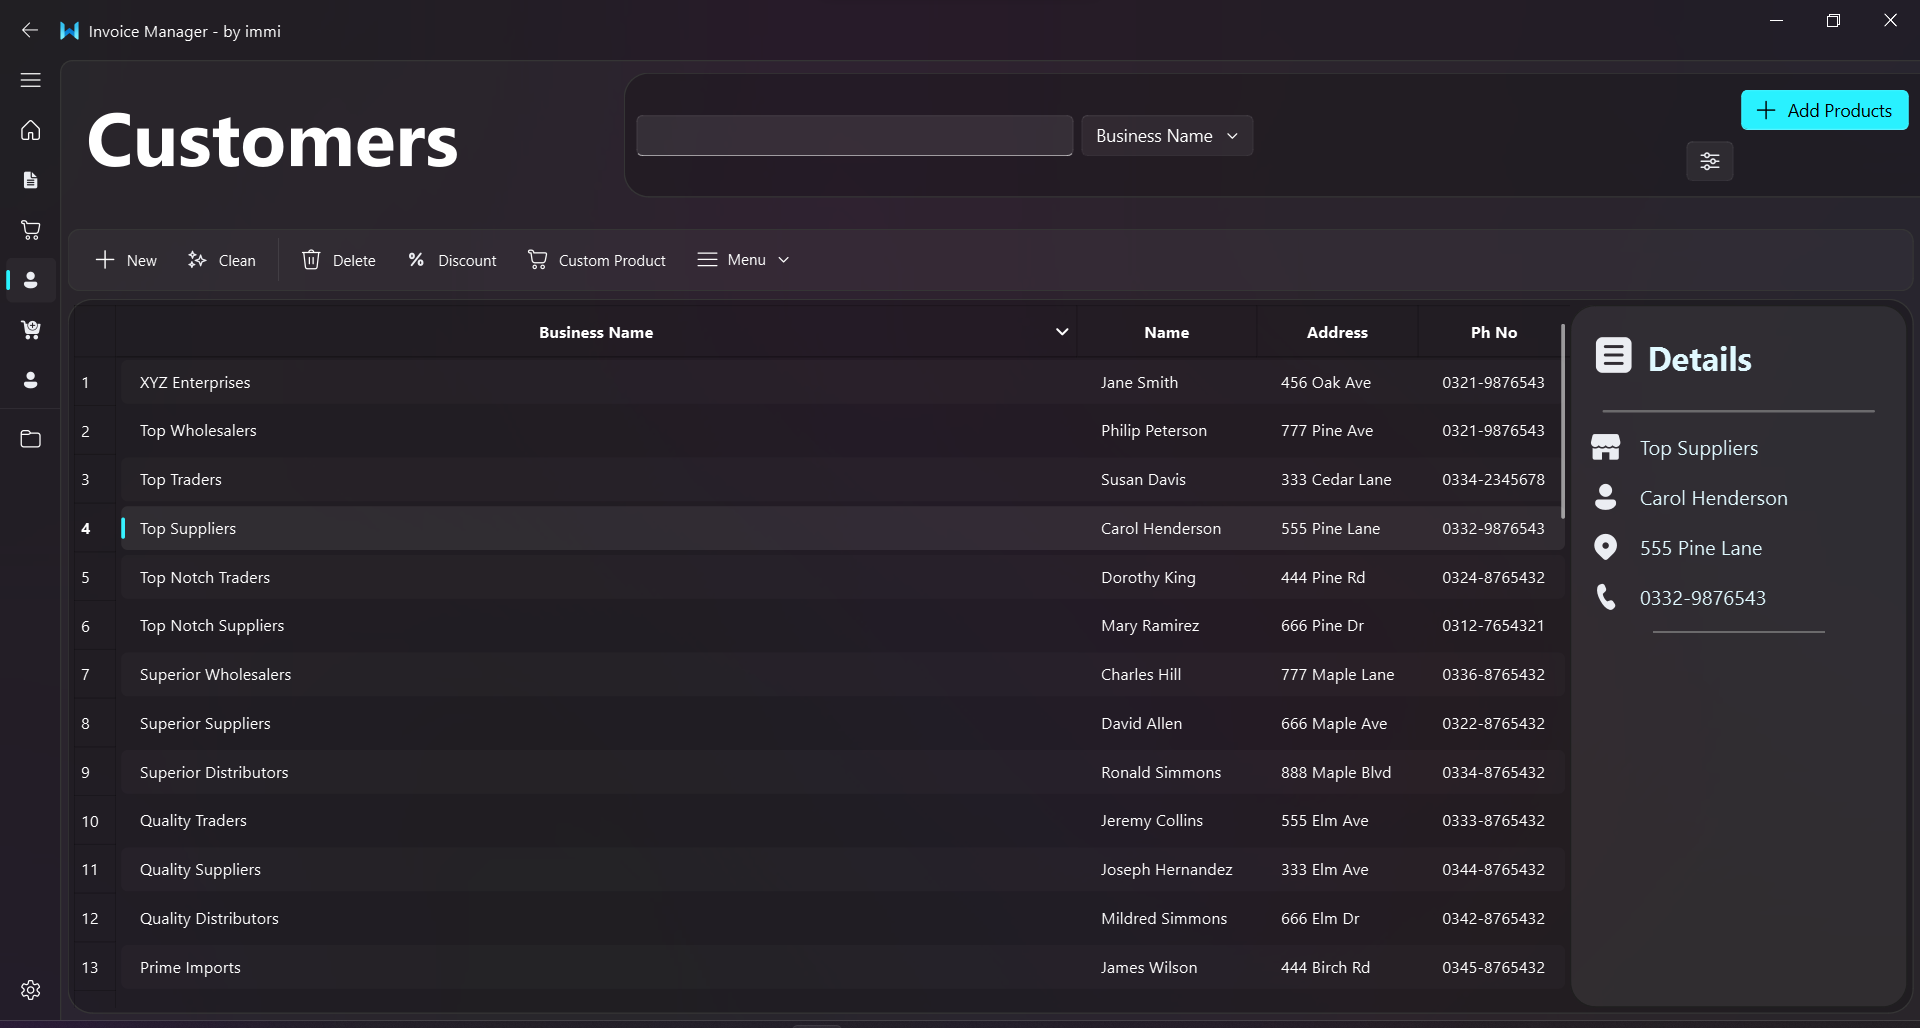 Invoice Manager - by immi
Customers
Business Name
Add Products
New Clean Delete Discount Custom Product Menu
Business Name Name Address Ph No
1 XYZ Enterprises Jane Smith 456 Oak Ave 0321-9876543
2 Top Wholesalers Philip Peterson 777 Pine Ave 0321-9876543
3 Top Traders Susan Davis 333 Cedar Lane 0334-2345678
4 Top Suppliers Carol Henderson 555 Pine Lane 0332-9876543
5 Top Notch Traders Dorothy King 444 Pine Rd 0324-8765432
6 Top Notch Suppliers Mary Ramirez 666 Pine Dr 0312-7654321
7 Superior Wholesalers Charles Hill 777 Maple Lane 0336-8765432
8 Superior Suppliers David Allen 666 Maple Ave 0322-8765432
9 Superior Distributors Ronald Simmons 888 Maple Blvd 0334-8765432
10 Quality Traders Jeremy Collins 555 Elm Ave 0333-8765432
11 Quality Suppliers Joseph Hernandez 333 Elm Ave 0344-8765432
12 Quality Distributors Mildred Simmons 666 Elm Dr 0342-8765432
13 Prime Imports James Wilson 444 Birch Rd 0345-8765432
Details
Top Suppliers
Carol Henderson
555 Pine Lane
0332-9876543